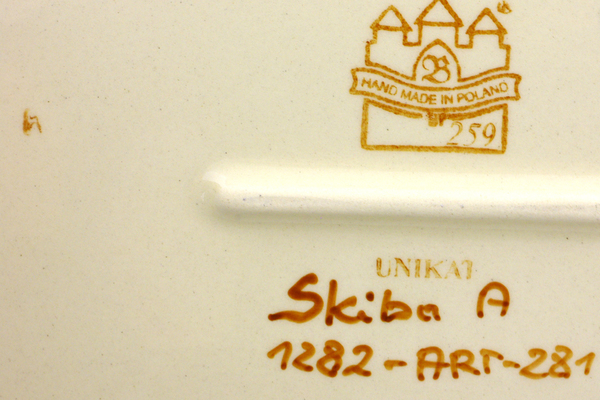 B
HAND MADE IN POLAND
259
UNIKAT
Skiba A
1282-ART-281